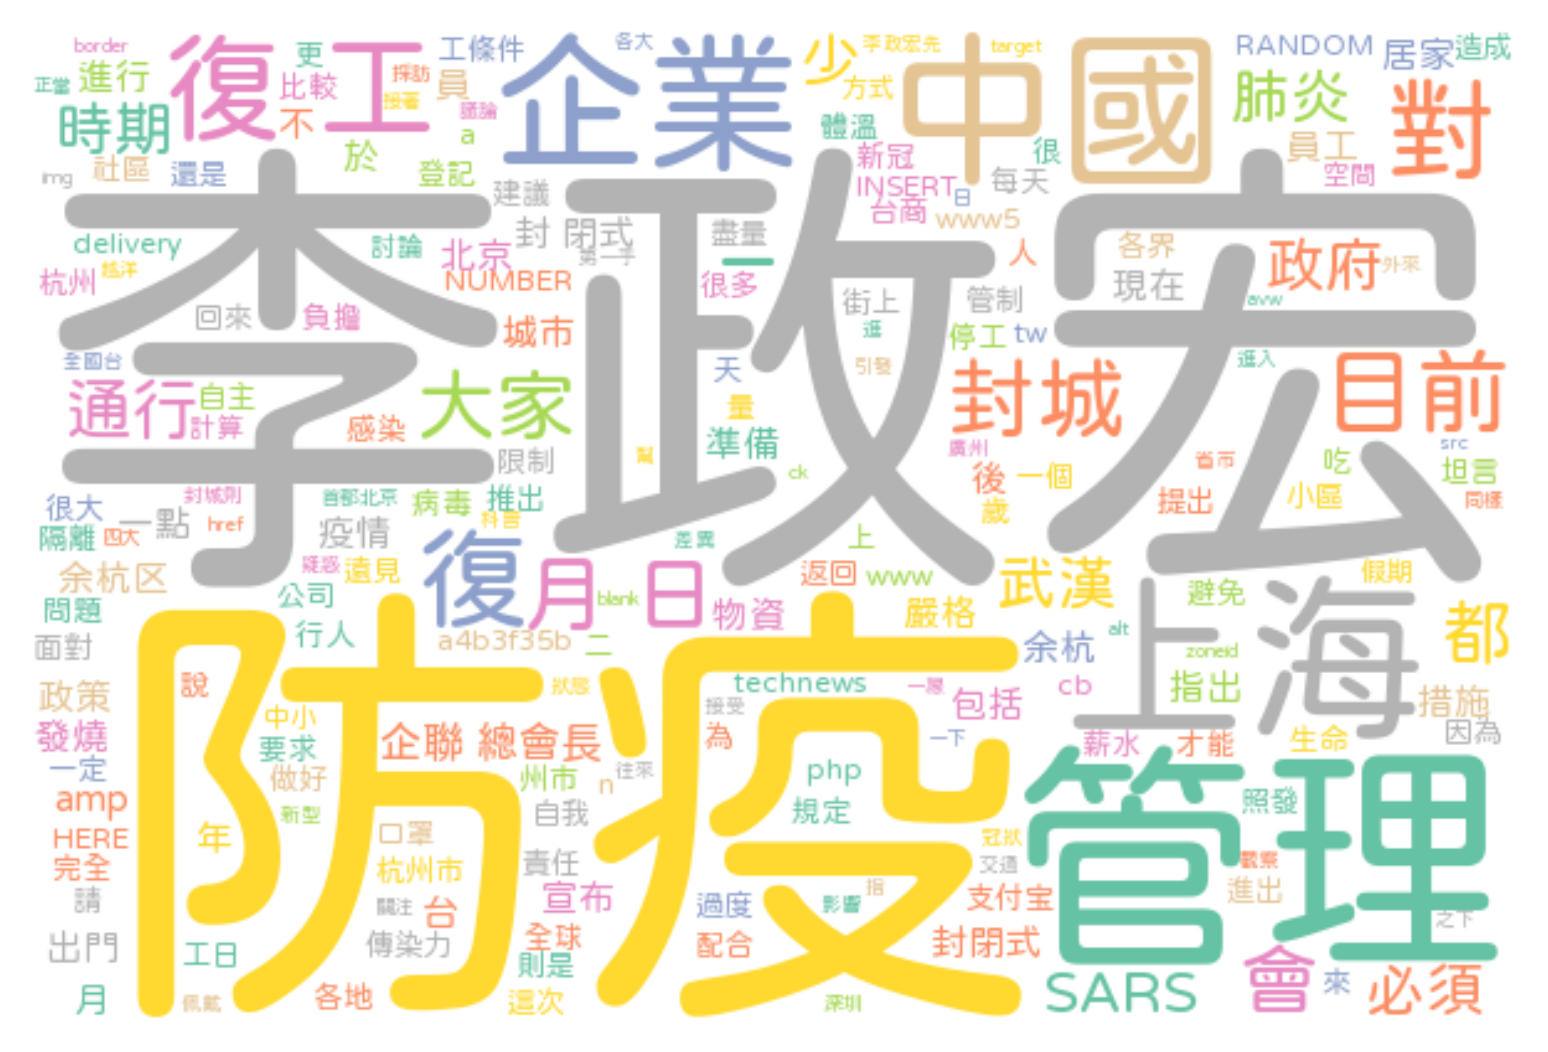 border
更
工條件
各大
少
李政宏先
target
RANDOM
居家
造成
正當
進行
復工
比較
採訪
員
企業
方式
中國
肺炎
對
時期
不
接著
議論
a
體溫
於
新冠
很
員工
img
社區
還是
登記
建議
INSERT
日
每天
空間
台商
www5
delivery
討論
北京
封閉式
第一手
盡量
一
人
各界
政府
外來
杭州
越洋
NUMBER
很多
現在
avw
李政宏
回來
負擔
城市
街上
管制
進
停工
tw
進入
全國台
天
引發
目前
通行
自主
計算
感染
大家
量
準備
封城
廣州
src
限制
幫
ck
後
一個
省市
吃
坦言
很大
封城則
首都北京
病毒
推出
歲
提出
小區
同樣
隔離
四大
一點
href
疫情
科普
差異
上
余杭区
疑惑
遠見
復
月
日
返回
www
武漢
避免
假期
問題
公司
blank
物資
嚴格
上海
都
面對
行人
a4b3f35b
二
余杭
alt
zoneid
政策
說
狀態
technews
一層
cb
指出
措施
防疫
發燒
中小
要求
企聯
總會長
接受
為
包括
一下
薪水
才能
生命
因為
一定
做好
州市
n
往來
php
管理
照發
amp
新型
自我
規定
HERE
年
口罩
冠狀
完全
杭州市
責任
交通
觀察
進出
請
關注
台
宣布
過度
影響
指
支付宝
之下
出門
工日
傳染力
全球
則是
配合
封閉式
月
佩戴
各地
這次
深圳
SARS
會
來
必須